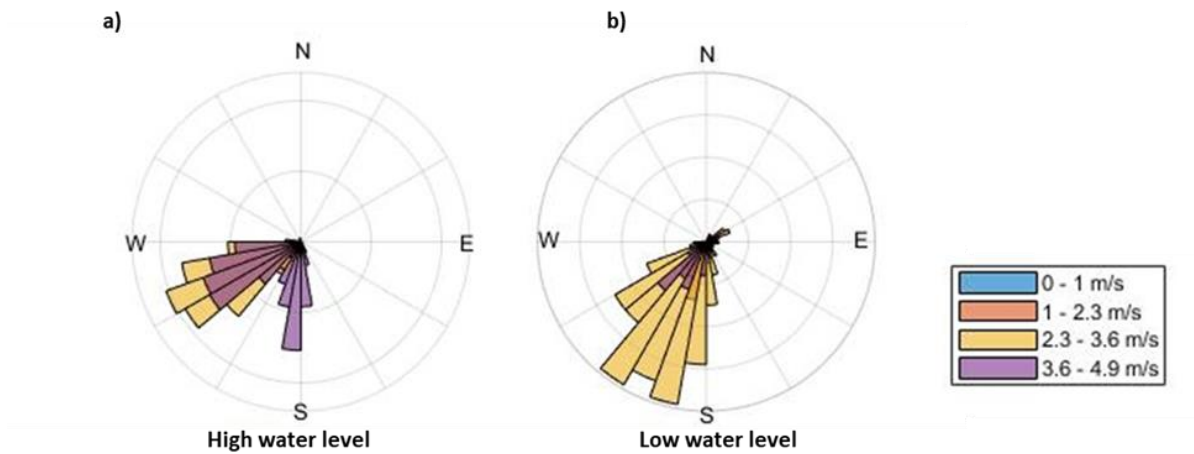 a)
b)
N
N
W
E
W
E
S
S
High water level
Low water level
0 - 1 m/s
1 - 2.3 m/s
2.3 - 3.6 m/s
3.6 - 4.9 m/s